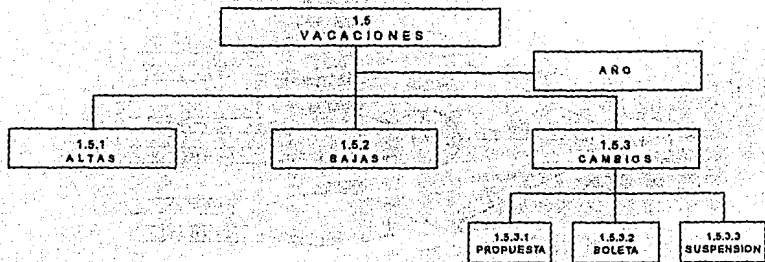 1.5
VACACIONES
AÑO
1.5.1
ALTAS
1.5.2
BAJAS
1.5.3
CAMBIOS
1.5.3.1
PROPUESTA
1.5.3.2
BOLETA
1.5.3.3
SUSPENSION